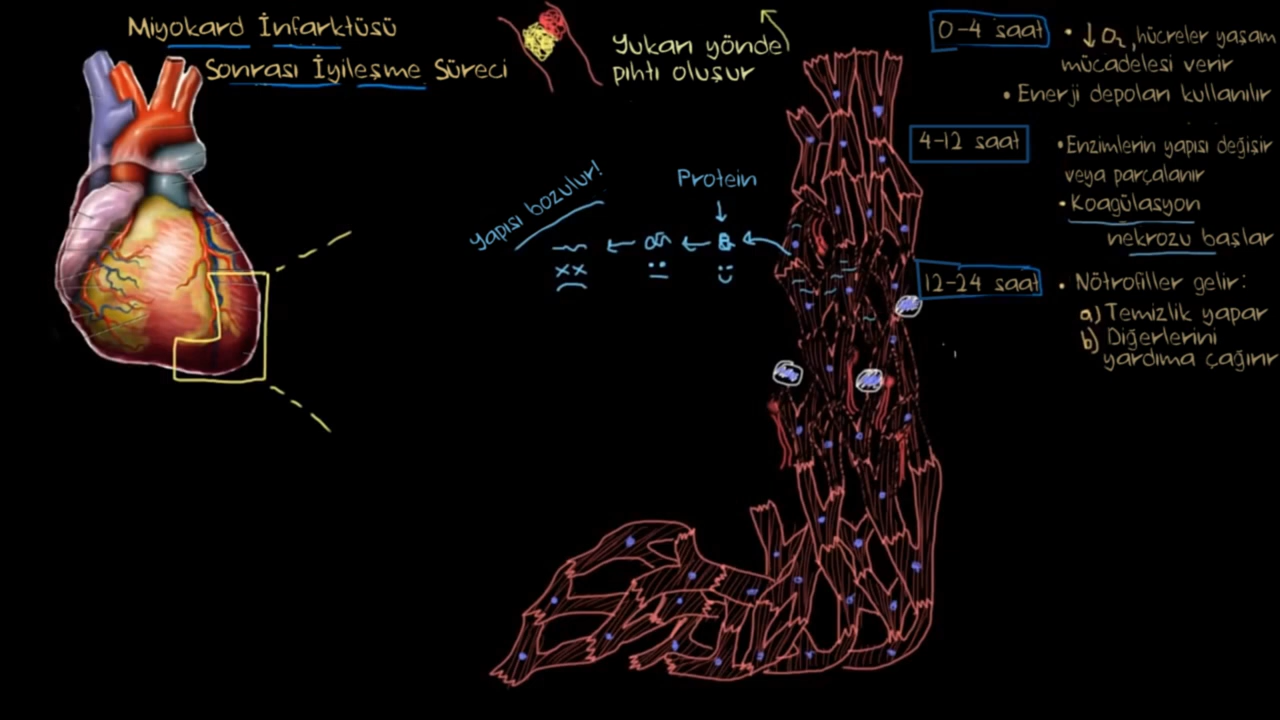 Miyokard İnfarktüsü
Sonrası İyileşme Süreci
Yukarı yönde
pıhtı oluşur
Protein
yapısı bozulur!
0-4 saat
• ↓ O₂, hücreler yaşam
mücadelesi verir
• Enerji depoları kullanılır
4-12 saat
• Enzimlerin yapısı değişir
veya parçalanır
• Koagülasyon
nekrozu başlar
12-24 saat
• Nötrofiller gelir:
a) Temizlik yapar
b) Diğerlerini
yardıma çağırır